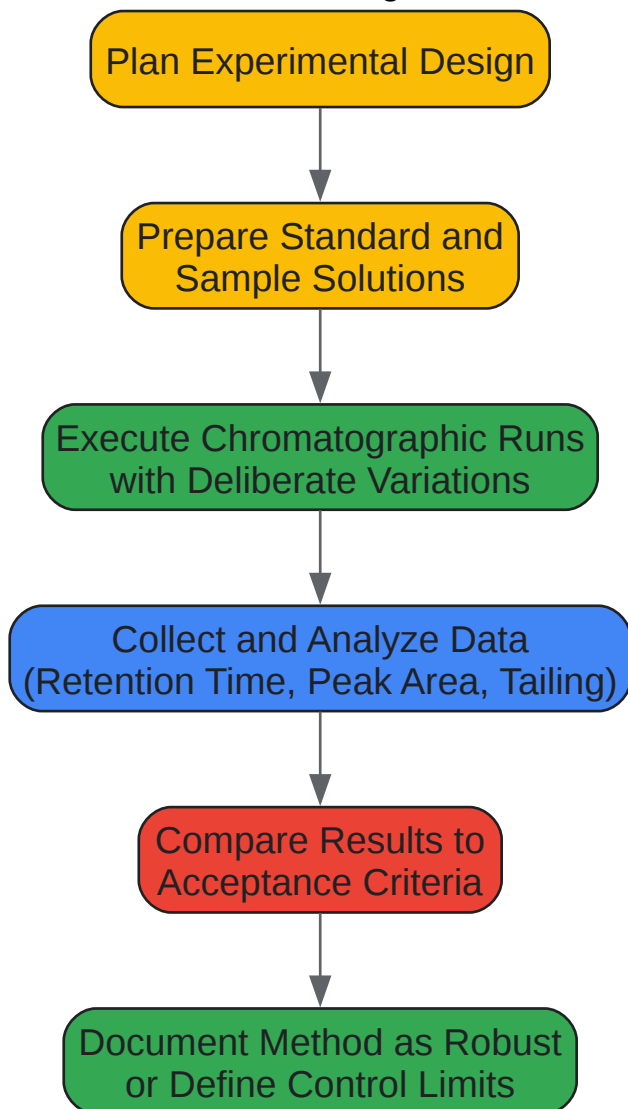 Plan Experimental Design
Prepare Standard and
Sample Solutions
Execute Chromatographic Runs
with Deliberate Variations
Collect and Analyze Data
(Retention Time, Peak Area, Tailing)
Compare Results to
Acceptance Criteria
Document Method as Robust
or Define Control Limits